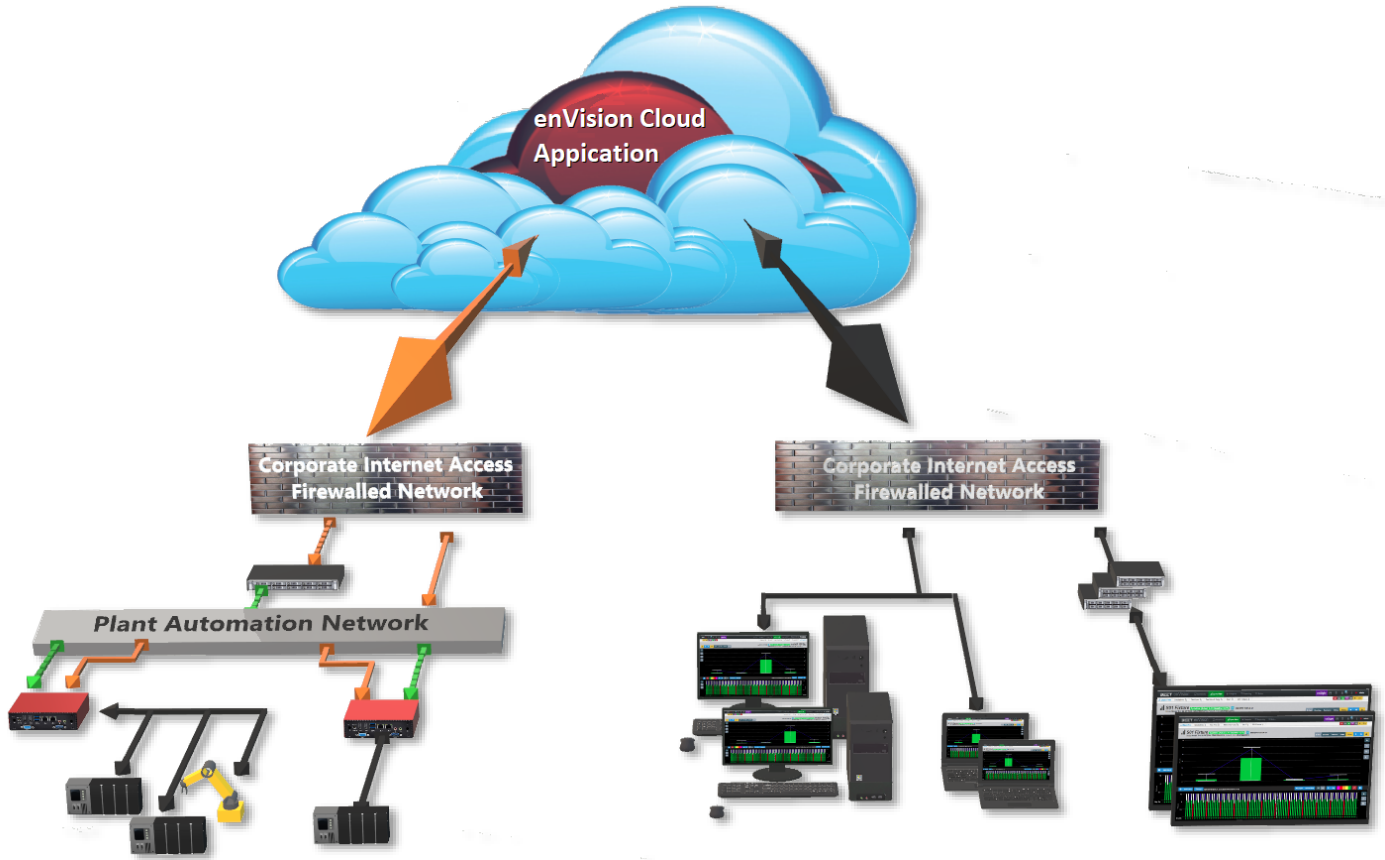 enVision Cloud
Appication
Corporate Internet Access
Firewalled Network
Corporate Internet Access
Firewalled Network
Plant Automation Network